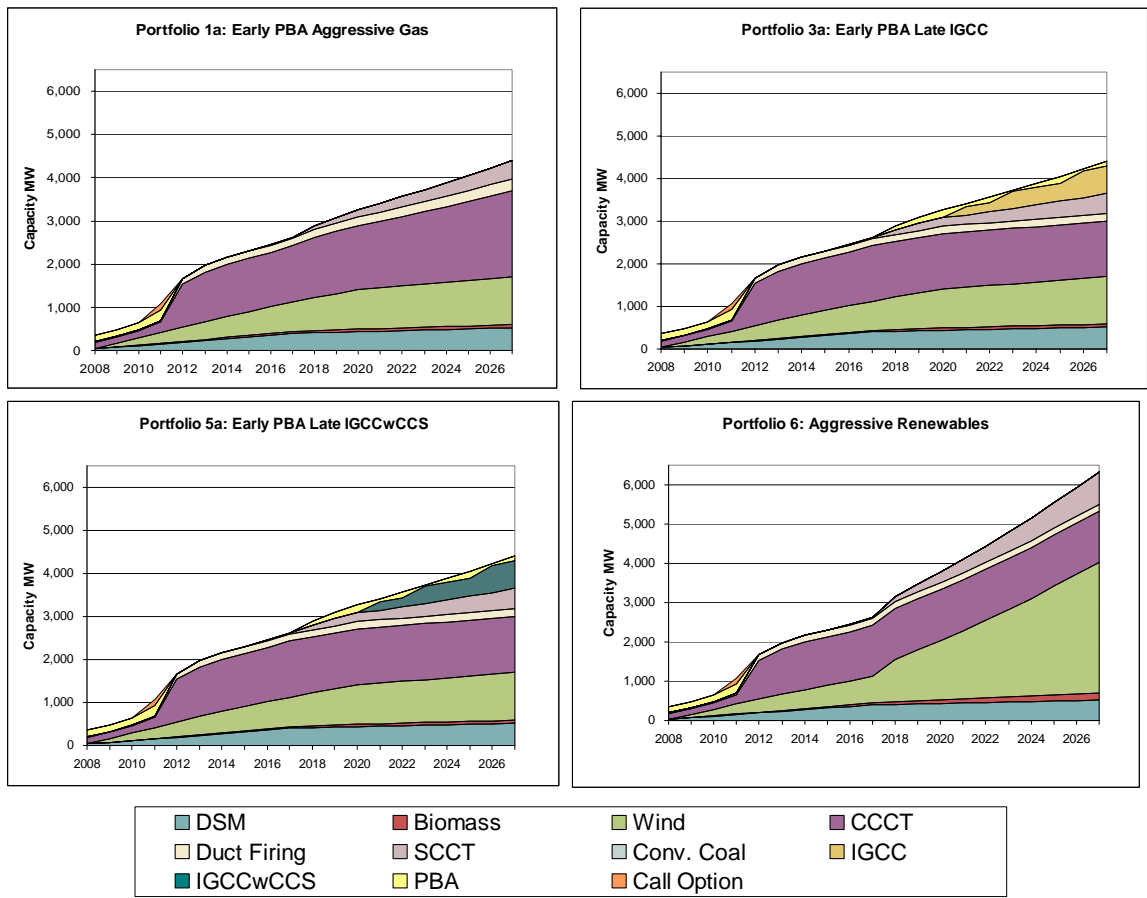 Portfolio 1a: Early PBA Aggressive Gas
6,000
5,000
4,000
3,000
2,000
1,000
0
Capacity MW
2008 2010 2012 2014 2016 2018 2020 2022 2024 2026
Portfolio 3a: Early PBA Late IGCC
6,000
5,000
4,000
3,000
2,000
1,000
0
Capacity MW
2008 2010 2012 2014 2016 2018 2020 2022 2024 2026
Portfolio 5a: Early PBA Late IGCCwCCS
6,000
5,000
4,000
3,000
2,000
1,000
0
Capacity MW
2008 2010 2012 2014 2016 2018 2020 2022 2024 2026
Portfolio 6: Aggressive Renewables
6,000
5,000
4,000
3,000
2,000
1,000
0
Capacity MW
2008 2010 2012 2014 2016 2018 2020 2022 2024 2026
DSM Biomass Wind CCCT
Duct Firing SCCT Conv. Coal IGCC
IGCCwCCS PBA Call Option